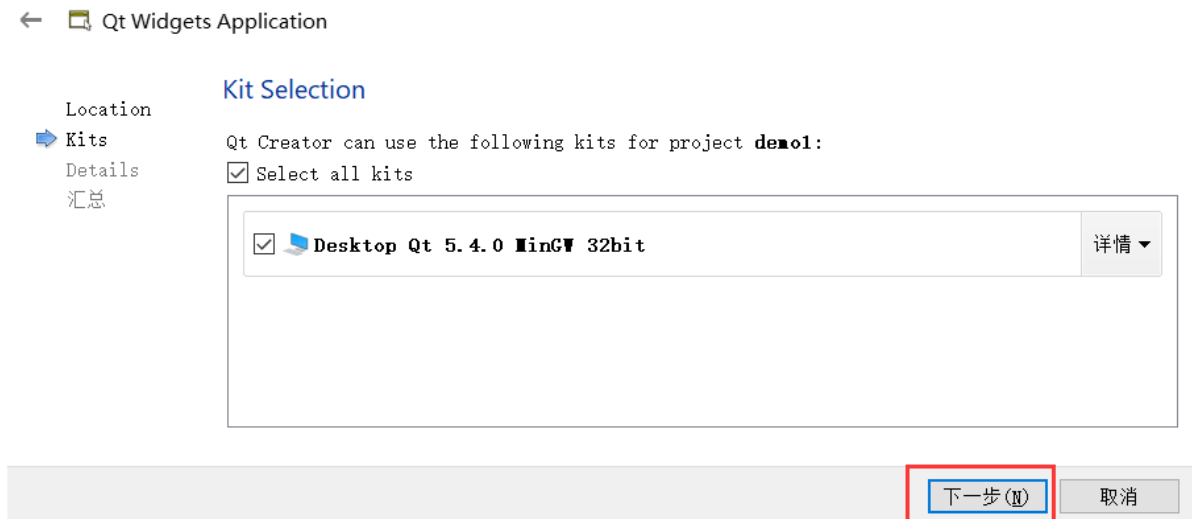 Qt Widgets Application
Location
Kits
Details
汇总
Kit Selection
Qt Creator can use the following kits for project demo1:
Select all kits
Desktop Qt 5.4.0 MinGW 32bit
详情
下一步(N)
取消